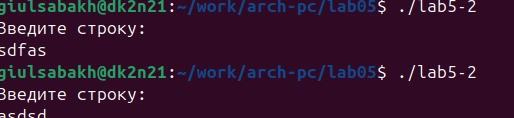 giulsabakh@dk2n21:~/work/arch-pc/lab05$ ./lab5-2
Введите строку:
sdfas
giulsabakh@dk2n21:~/work/arch-pc/lab05$ ./lab5-2
Введите строку:
asdsd